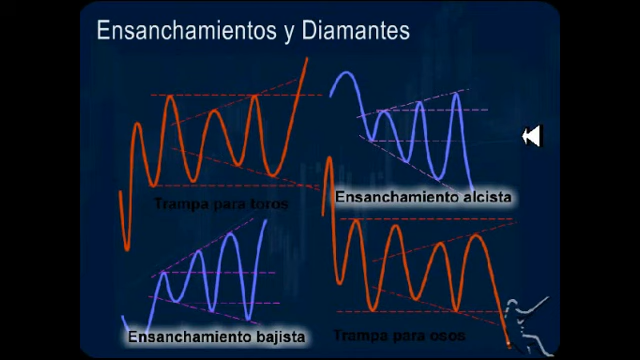 Ensanchamientos y Diamantes
Trampa para toros
Ensanchamiento alcista
Ensanchamiento bajista
Trampa para osos